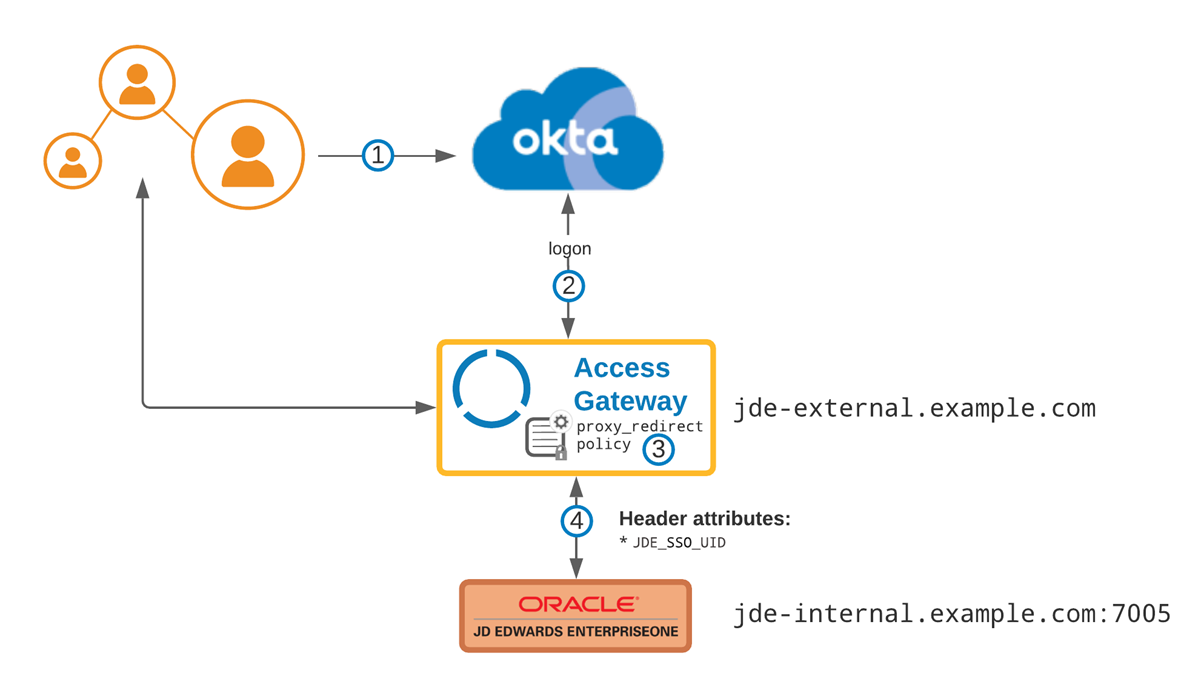 okta
1
logon
2
Access
Gateway
proxy_redirect
policy
3
jde-external.example.com
4
Header attributes:
* JDE_SSO_UID
ORACLE®
JD EDWARDS ENTERPRISEONE
jde-internal.example.com:7005